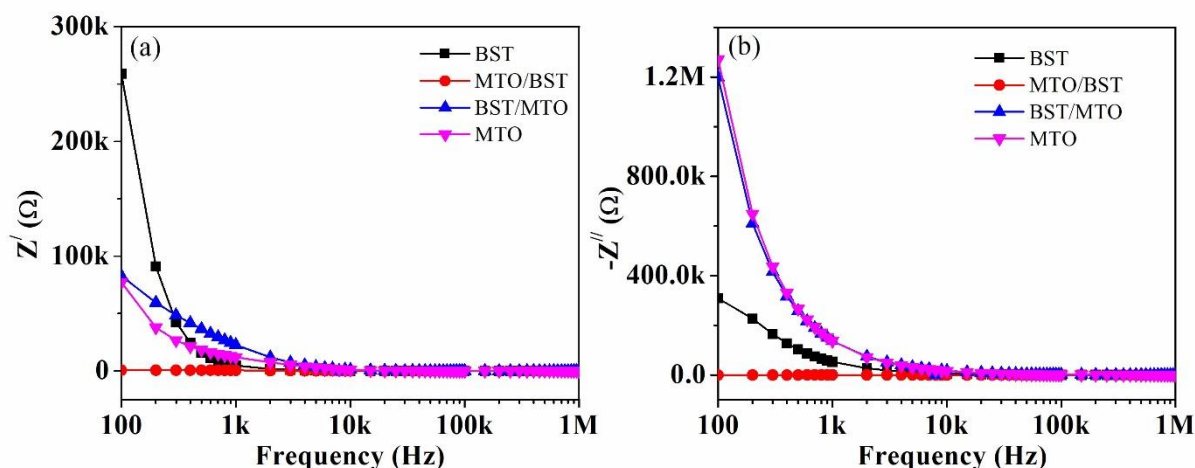 (a)
BST
MTO/BST
BST/MTO
MTO
300k
200k
100k
0
Z/ (Ω)
100 1k 10k 100k 1M
Frequency (Hz)
(b)
BST
MTO/BST
BST/MTO
MTO
1.2M
800.0k
400.0k
0.0
-Z// (Ω)
100 1k 10k 100k 1M
Frequency (Hz)